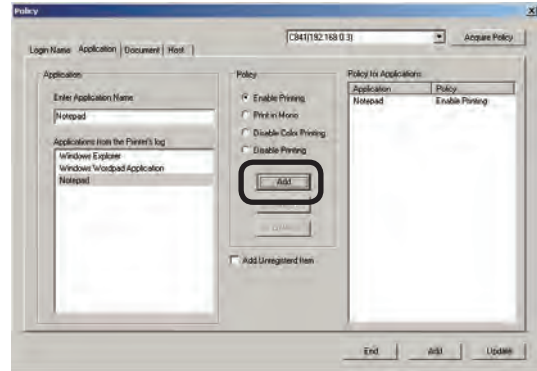 Policy
C841(192.168.0.3)
Acquire Policy
Login Name Application Document Host
Application
Enter Application Name
Notepad
Applications from the Printer's log
Windows Explorer
Windows Wordpad Application
Notepad
Policy
Enable Printing
Print in Mono
Disable Color Printing
Disable Printing
Add
Add Unregisterd Item
Policy for Applications
Application Policy
Notepad Enable Printing
End Add Update